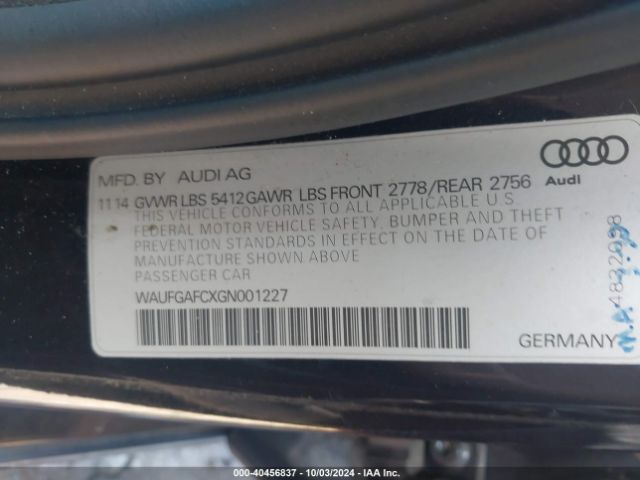 MFD. BY AUDI AG
Audi
11 14 GVWR LBS 5412 GAWR LBS FRONT 2778/REAR 2756
THIS VEHICLE CONFORMS TO ALL APPLICABLE U.S.
FEDERAL MOTOR VEHICLE SAFETY, BUMPER AND THEFT
PREVENTION STANDARDS IN EFFECT ON THE DATE OF
MANUFACTURE SHOWN ABOVE
PASSENGER CAR
WAUFGAFCXGN001227
GERMANY
000-40456837 - 10/03/2024 - IAA Inc.